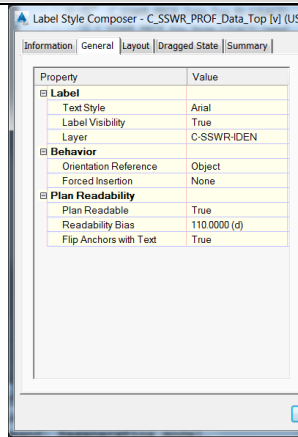 Label Style Composer - C_SSWR_PROF_Data_Top [v] (US
Information General Layout Dragged State Summary
Property Value
Label
Text Style Arial
Label Visibility True
Layer C-SSWR-IDEN
Behavior
Orientation Reference Object
Forced Insertion None
Plan Readability
Plan Readable True
Readability Bias 110.0000 (d)
Flip Anchors with Text True